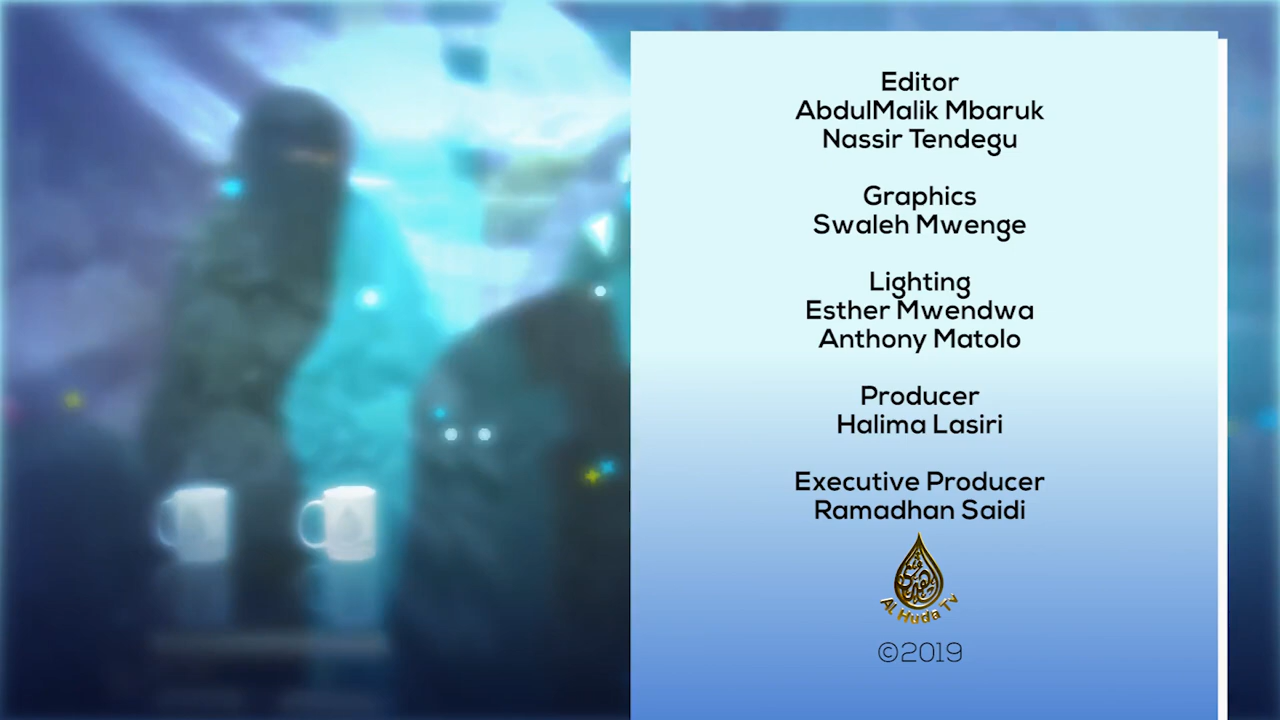 Editor
AbdulMalik Mbaruk
Nassir Tendegu
Graphics
Swaleh Mwenge
Lighting
Esther Mwendwa
Anthony Matolo
Producer
Halima Lasiri
Executive Producer
Ramadhan Saidi
Al Huda Tv
©2019